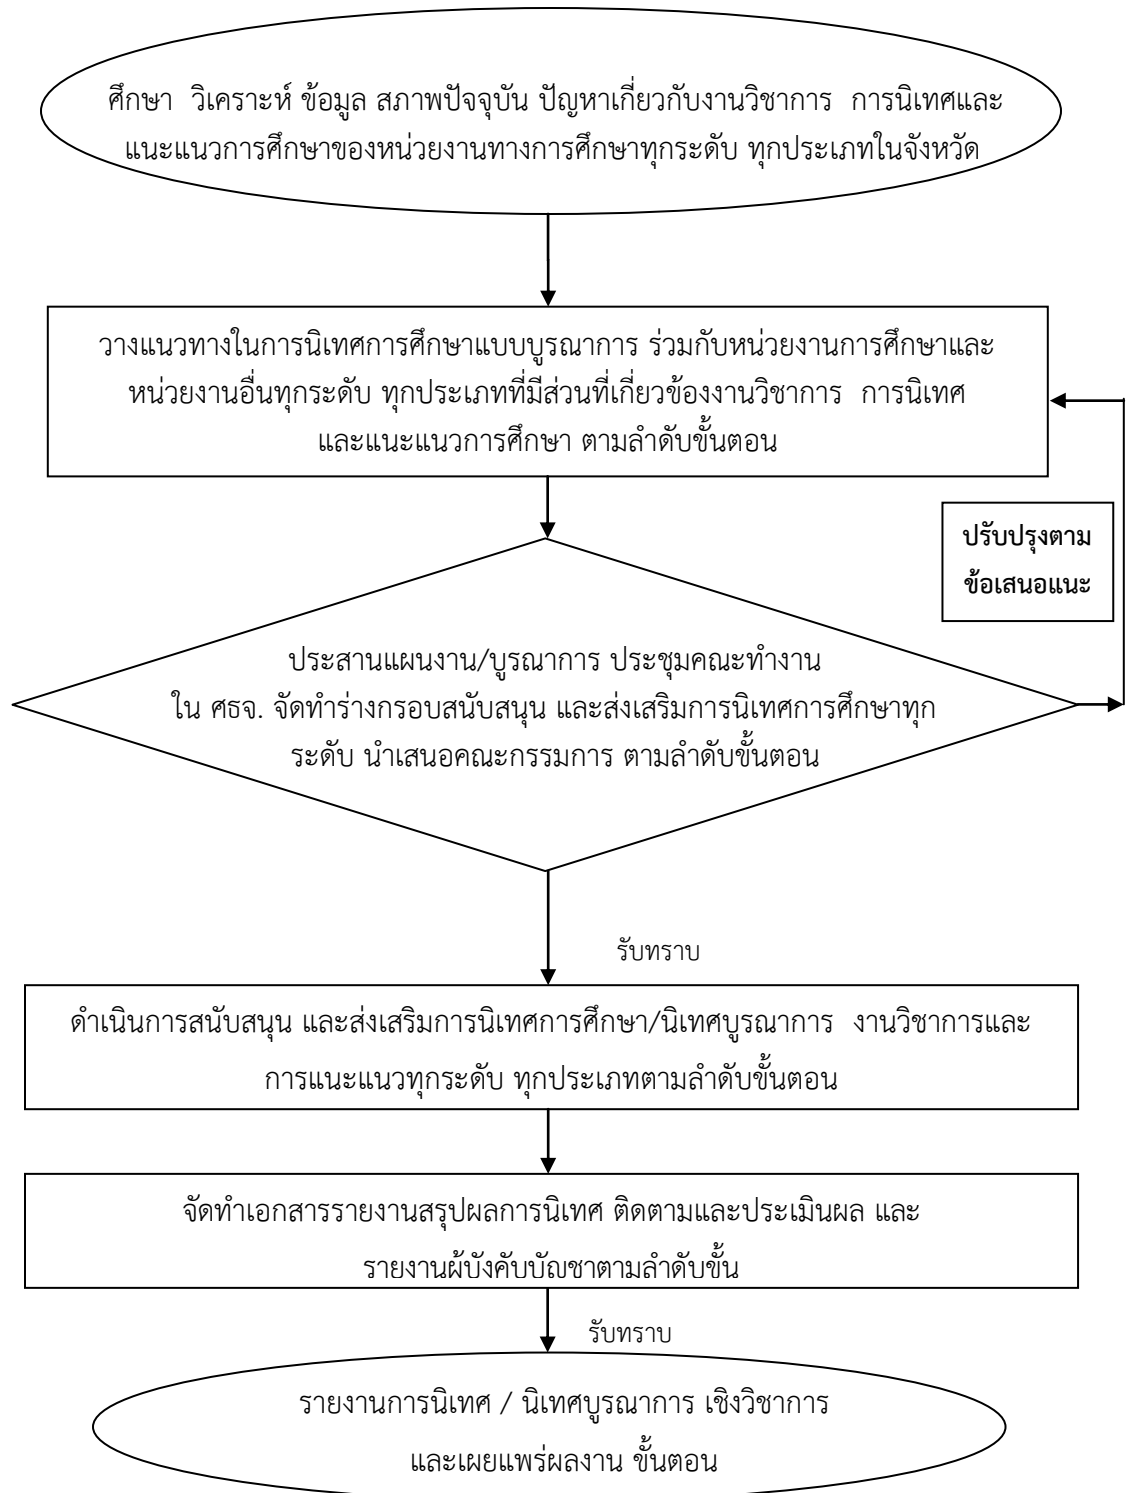 ศึกษา  วิเคราะห์ ข้อมูล สภาพปัจจุบัน ปัญหาเกี่ยวกับงานวิชาการ  การนิเทศและ
แนะแนวการศึกษาของหน่วยงานทางการศึกษาทุกระดับ ทุกประเภทในจังหวัด
วางแนวทางในการนิเทศการศึกษาแบบบูรณาการ ร่วมกับหน่วยงานการศึกษาและ
หน่วยงานอื่นทุกระดับ ทุกประเภทที่มีส่วนที่เกี่ยวข้องงานวิชาการ  การนิเทศ
และแนะแนวการศึกษา ตามลำดับขั้นตอน
ปรับปรุงตาม
ข้อเสนอแนะ
ประสานแผนงาน/บูรณาการ ประชุมคณะทำงาน
ใน ศธจ. จัดทำร่างกรอบสนับสนุน และส่งเสริมการนิเทศการศึกษาทุก
ระดับ นำเสนอคณะกรรมการ ตามลำดับขั้นตอน
รับทราบ
ดำเนินการสนับสนุน และส่งเสริมการนิเทศการศึกษา/นิเทศบูรณาการ  งานวิชาการและ
การแนะแนวทุกระดับ ทุกประเภทตามลำดับขั้นตอน
จัดทำเอกสารรายงานสรุปผลการนิเทศ ติดตามและประเมินผล และ
รายงานผู้บังคับบัญชาตามลำดับขั้น
รับทราบ
รายงานการนิเทศ / นิเทศบูรณาการ เชิงวิชาการ
และเผยแพร่ผลงาน ขั้นตอน